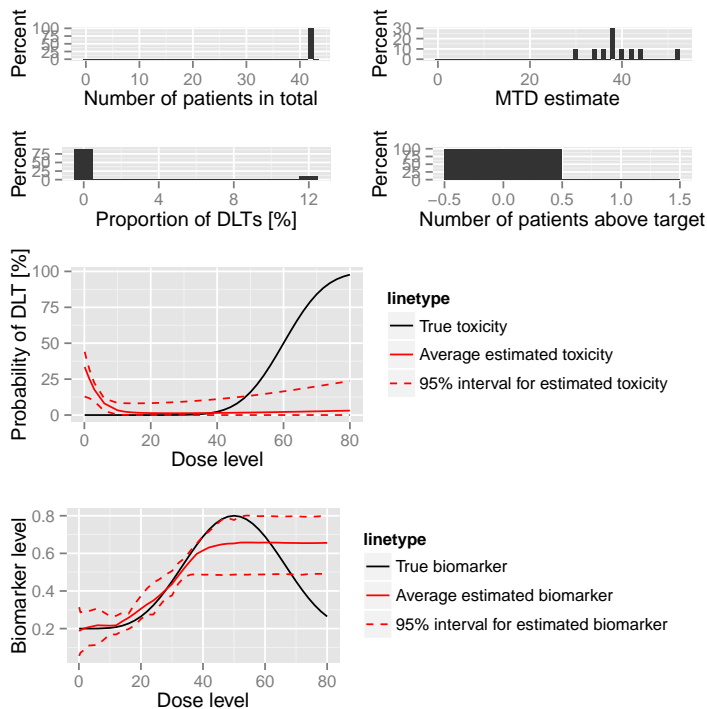 Percent
100
75
50
25
0
0 10 20 30 40
Number of patients in total
Percent
30
20
10
0
0 40
MTD estimate
Percent
75
50
25
0
0 4 8 12
Proportion of DLTs [%]
Percent
100
75
50
25
0
−0.5 0.0 0.5 1.0 1.5
Number of patients above target
Probability of DLT [%]
100
75
50
25
0
0 20 40 60 80
Dose level
linetype
True toxicity
Average estimated toxicity
95% interval for estimated toxicity
Biomarker level
0.8
0.6
0.4
0.2
0 20 40 60 80
Dose level
linetype
True biomarker
Average estimated biomarker
95% interval for estimated biomarker